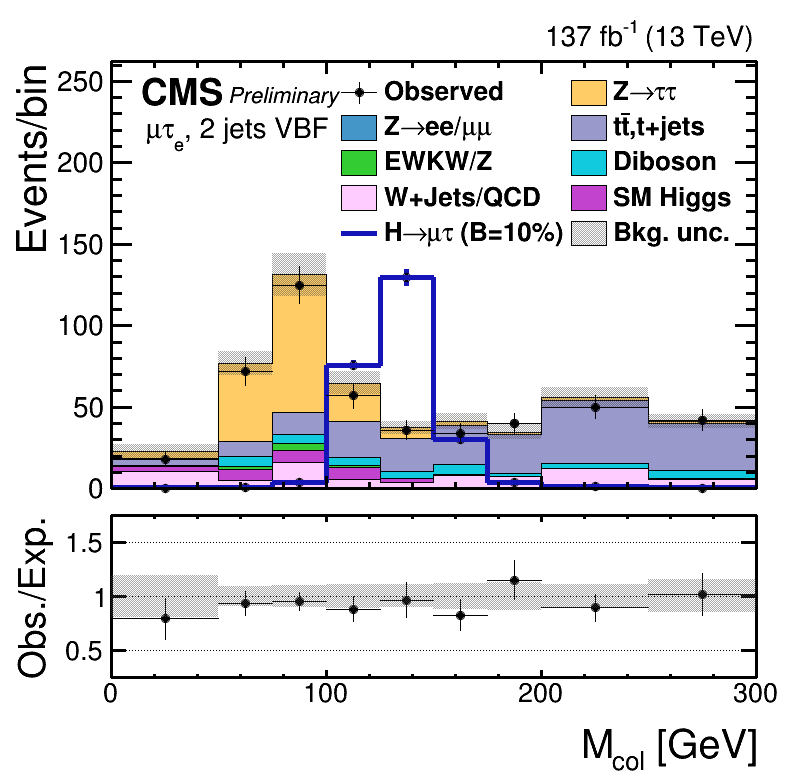 137 fb⁻¹ (13 TeV)
Events/bin
250
200
150
100
50
0
CMS Preliminary
μτₑ, 2 jets VBF
Observed
Z→ττ
Z→ee/μμ
tt̄,t+jets
EWKW/Z
Diboson
W+Jets/QCD
SM Higgs
H→μτ (B=10%)
Bkg. unc.
Obs./Exp.
1.5
1
0.5
0 100 200 300
M_col [GeV]